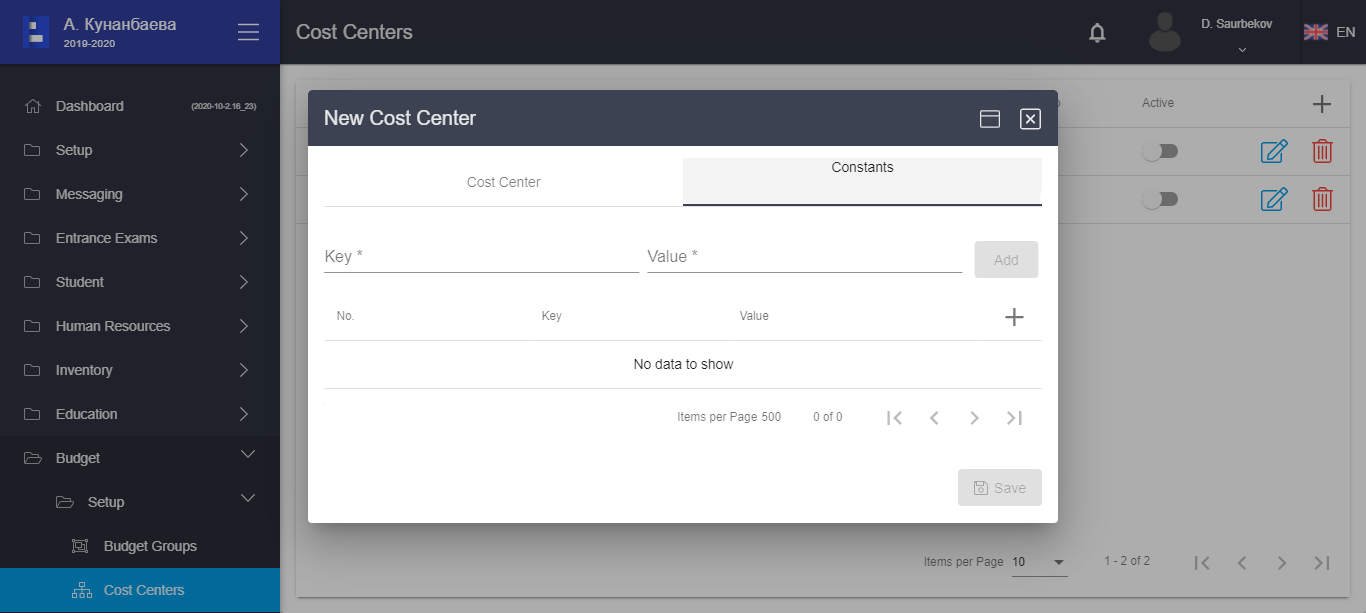 А. Кунанбаева
2019-2020
Cost Centers
D. Saurbekov
EN
Dashboard
(2020-10-2.16_23)
Setup
Messaging
Entrance Exams
Student
Human Resources
Inventory
Education
Budget
Setup
Budget Groups
Cost Centers
Active
New Cost Center
Cost Center
Constants
Key *
Value *
Add
No.
Key
Value
No data to show
Items per Page 500
0 of 0
Save
Items per Page 10
1 - 2 of 2